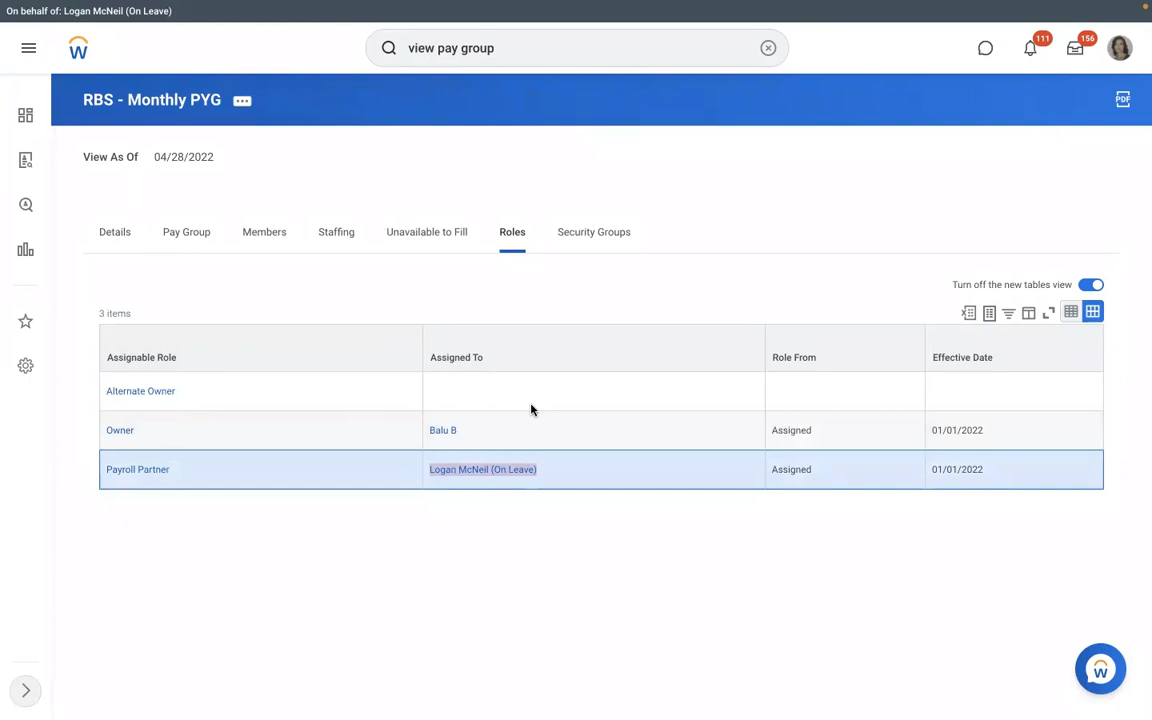 On behalf of: Logan McNeil (On Leave)
view pay group
111
156
RBS - Monthly PYG
PDF
View As Of 04/28/2022
Details Pay Group Members Staffing Unavailable to Fill Roles Security Groups
Turn off the new tables view
3 items
Assignable Role Assigned To Role From Effective Date
Alternate Owner
Owner Balu B Assigned 01/01/2022
Payroll Partner Logan McNeil (On Leave) Assigned 01/01/2022